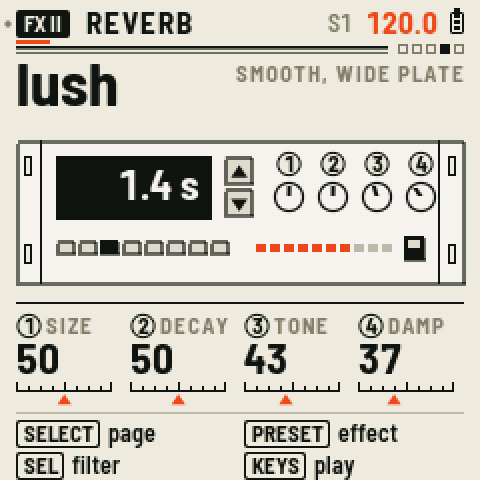 FX II REVERB S1 120.0
lush SMOOTH, WIDE PLATE
1.4 s 1 2 3 4
1 SIZE 2 DECAY 3 TONE 4 DAMP
50 50 43 37
SELECT page PRESET effect
SEL filter KEYS play